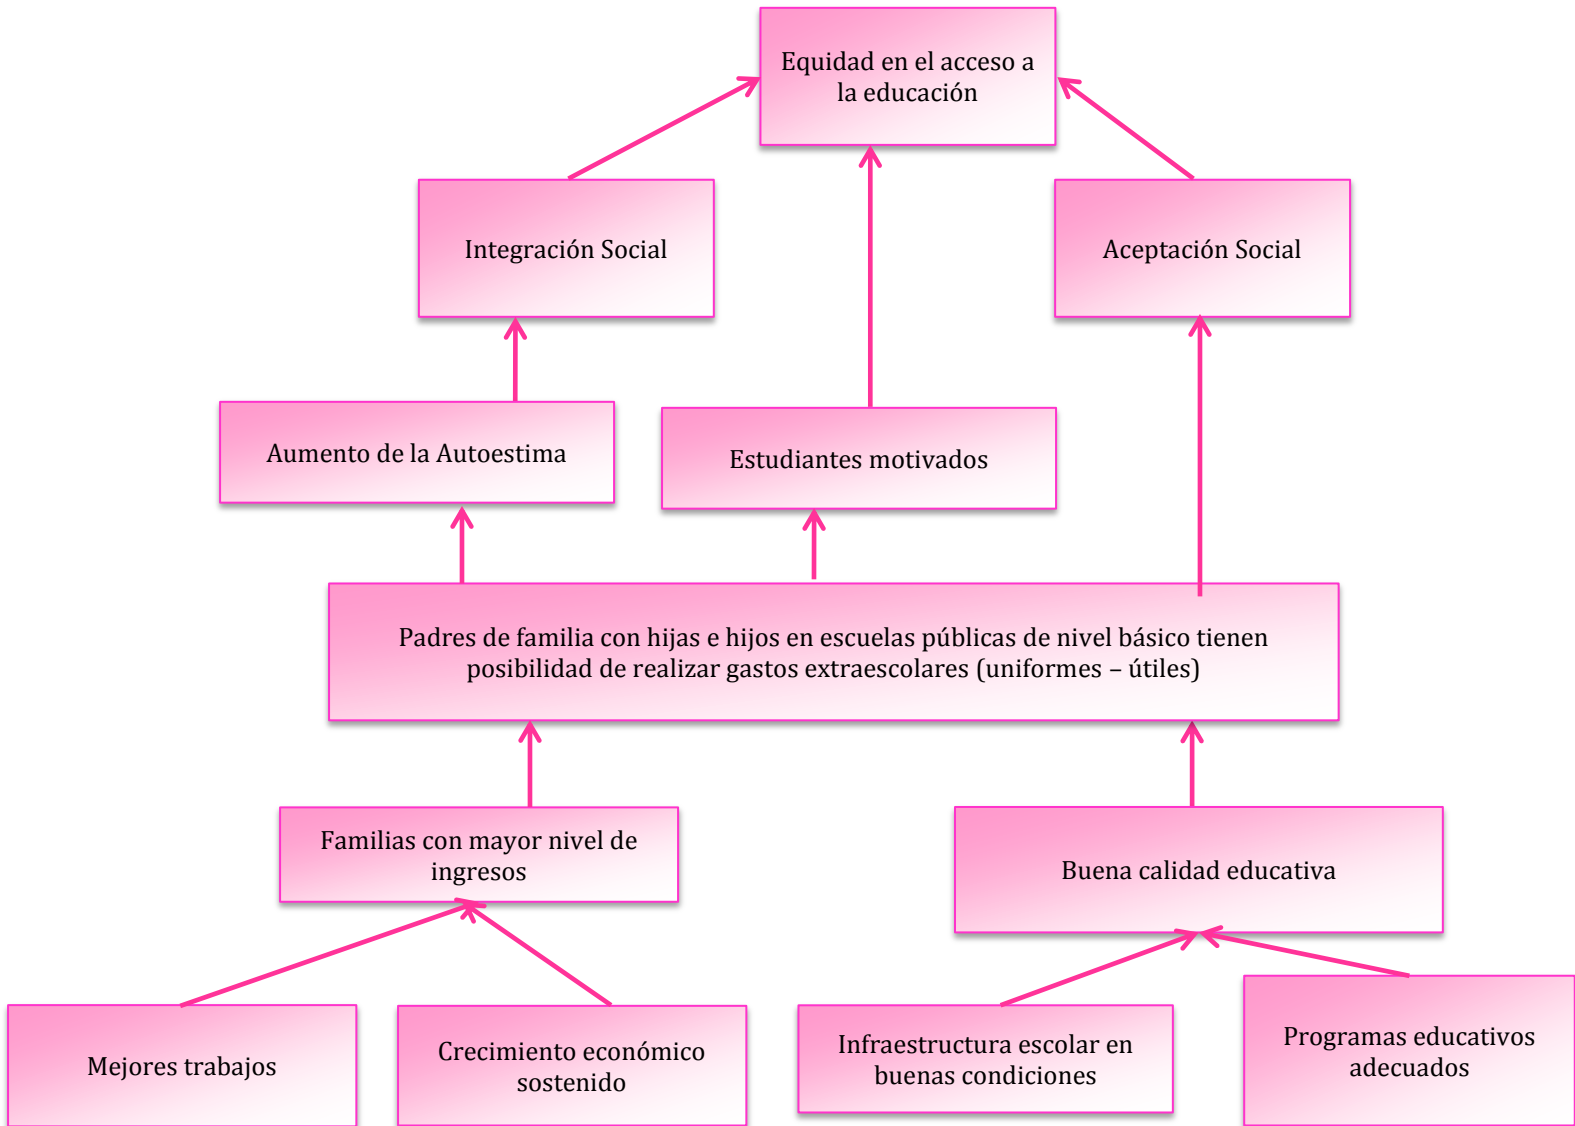 Equidad en el acceso a
la educación
Integración Social
Aceptación Social
Aumento de la Autoestima
Estudiantes motivados
Padres de familia con hijas e hijos en escuelas públicas de nivel básico tienen
posibilidad de realizar gastos extraescolares (uniformes – útiles)
Familias con mayor nivel de
ingresos
Buena calidad educativa
Mejores trabajos
Crecimiento económico
sostenido
Infraestructura escolar en
buenas condiciones
Programas educativos
adecuados